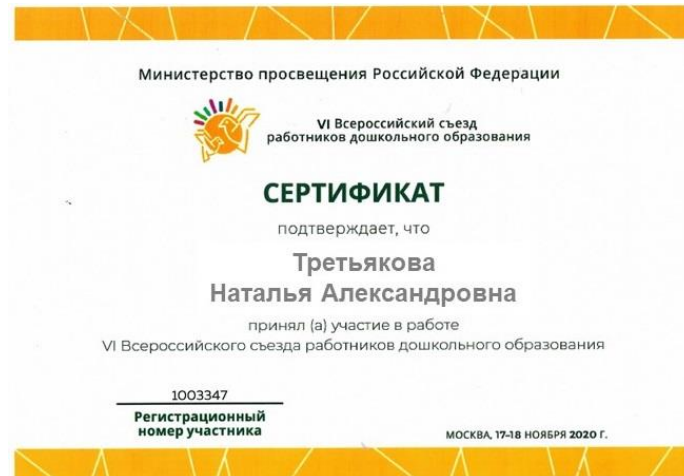 Министерство просвещения Российской Федерации
VI Всероссийский съезд
работников дошкольного образования
СЕРТИФИКАТ
подтверждает, что
Третьякова
Наталья Александровна
принял (а) участие в работе
VI Всероссийского съезда работников дошкольного образования
1003347
Регистрационный
номер участника
МОСКВА, 17–18 НОЯБРЯ 2020 Г.